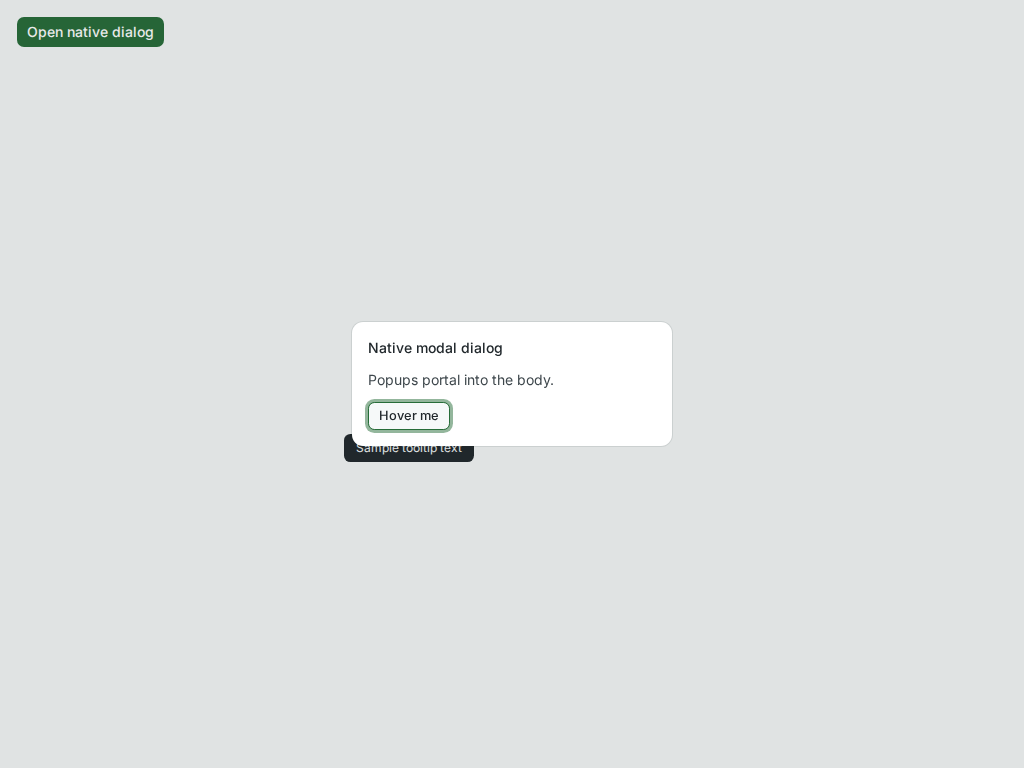 Open native dialog
Native modal dialog
Popups portal into the body.
Hover me
Sample tooltip text